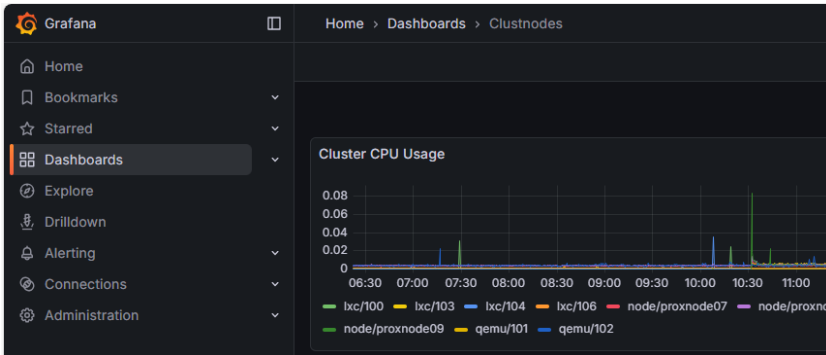 Grafana
Home › Dashboards › Clustnodes
Home
Bookmarks
Starred
Dashboards
Explore
Drilldown
Alerting
Connections
Administration
Cluster CPU Usage
0.08
0.06
0.04
0.02
0
06:30 07:00 07:30 08:00 08:30 09:00 09:30 10:00 10:30 11:00
lxc/100 lxc/103 lxc/104 lxc/106 node/proxnode07 node/proxno
node/proxnode09 qemu/101 qemu/102